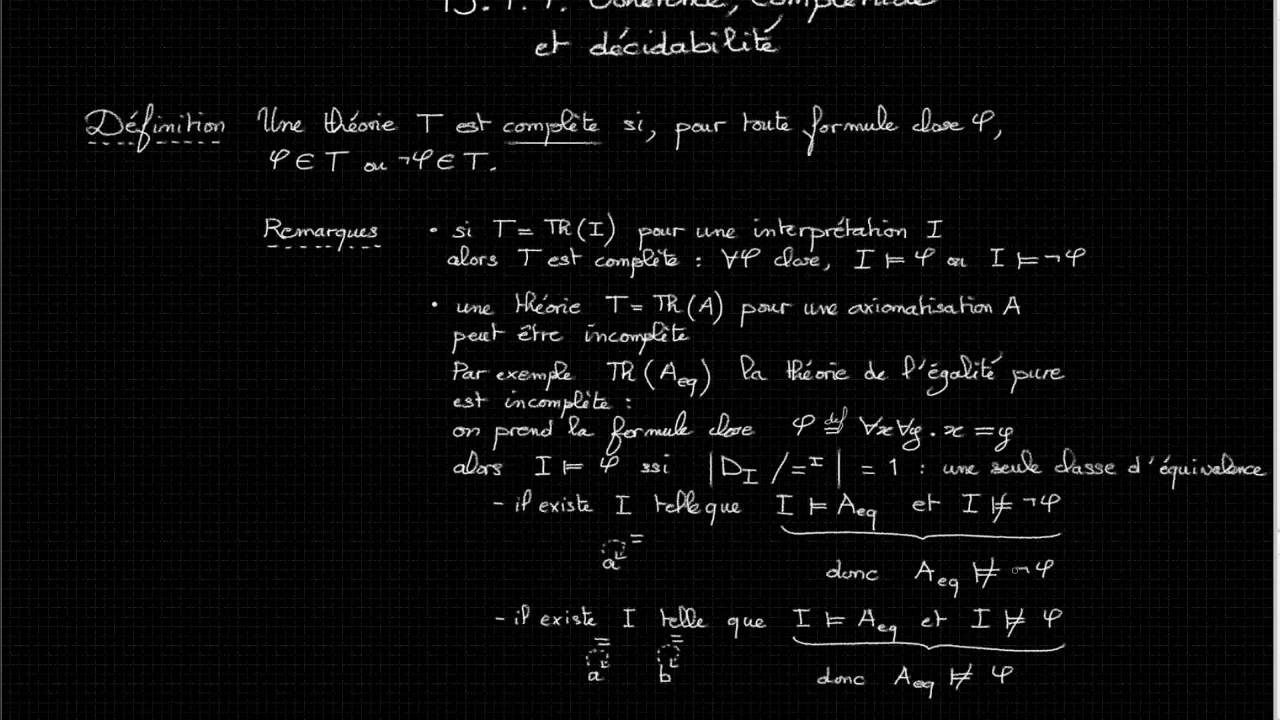 et décidabilité
Définition Une théorie T est complète si, pour toute formule close φ,
φ ∈ T ou ¬φ ∈ T.
Remarques • si T = Th(I) pour une interprétation I
alors T est complète : ∀φ close, I ⊨ φ ou I ⊨ ¬φ
• une théorie T = Th(A) pour une axiomatisation A
peut être incomplète
Par exemple Th(A_eq) la théorie de l'égalité pure
est incomplète :
on prend la formule close φ ≝ ∀x∀y. x = y
alors I ⊨ φ ssi |D_I / =^I| = 1 : une seule classe d'équivalence
- il existe I telle que I ⊨ A_eq et I ⊭ ¬φ
a =
donc A_eq ⊭ ¬φ
- il existe I telle que I ⊨ A_eq et I ⊭ φ
= =
a b
donc A_eq ⊭ φ